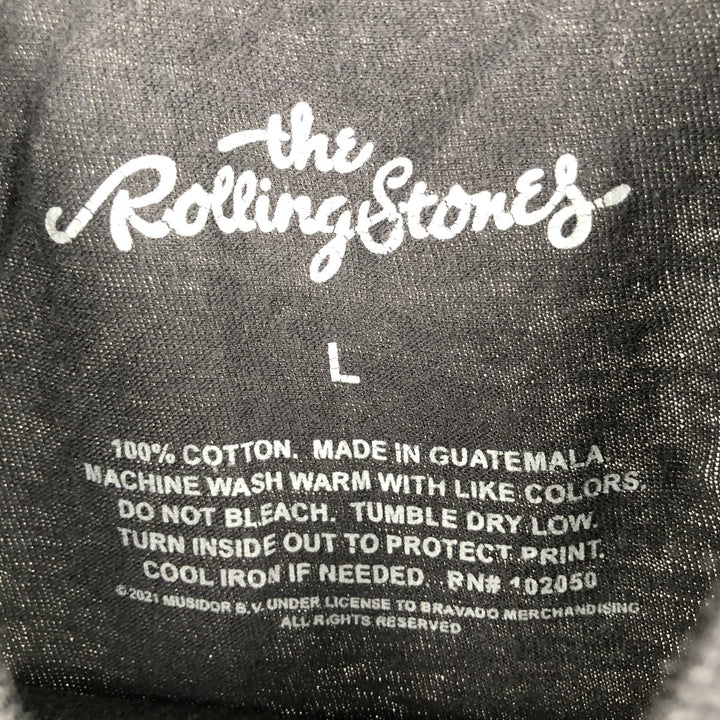 the
Rolling Stones
L
100% COTTON. MADE IN GUATEMALA.
MACHINE WASH WARM WITH LIKE COLORS.
DO NOT BLEACH. TUMBLE DRY LOW.
TURN INSIDE OUT TO PROTECT PRINT.
COOL IRON IF NEEDED. RN# 102050
©2021 MUSIDOR B.V. UNDER LICENSE TO BRAVADO MERCHANDISING
ALL RIGHTS RESERVED